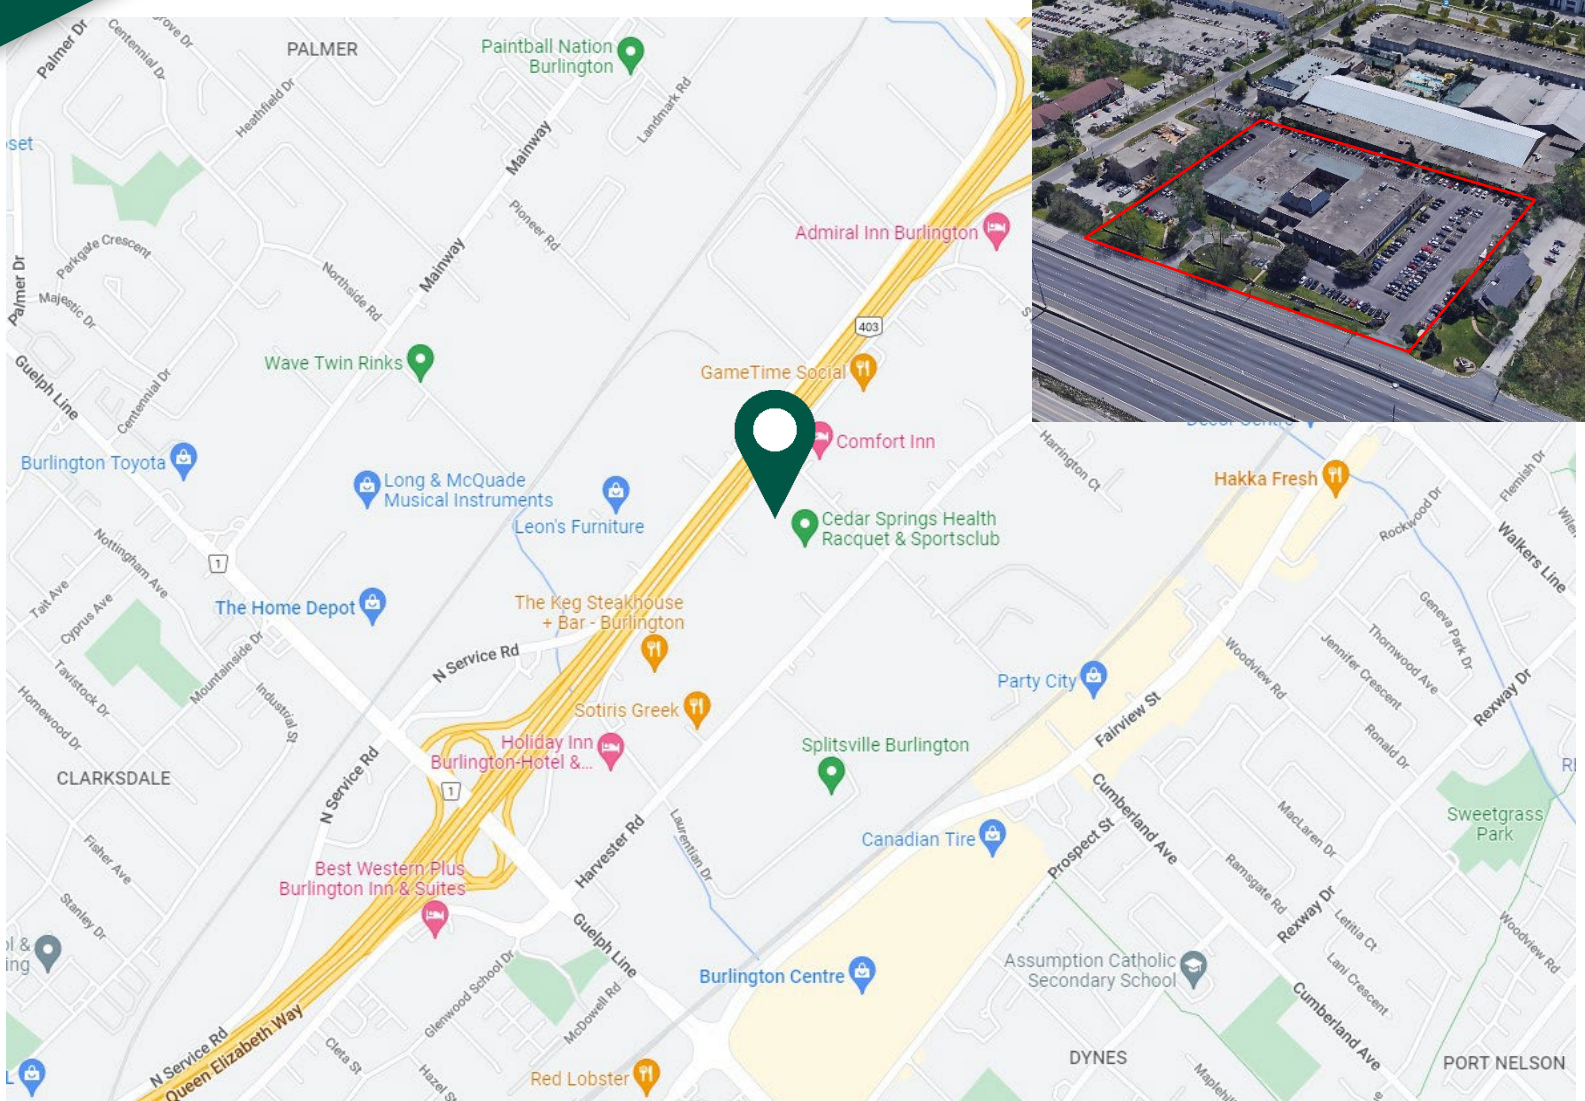 Palmer Dr
Centennial Dr
PALMER
Paintball Nation
Burlington
Heathfield Dr
Landmark Rd
Mainway
Pioneer Rd
Parkgate Crescent
Palmer Dr
Majestic Dr
Northside Rd
Mainway
Admiral Inn Burlington
403
Wave Twin Rinks
GameTime Social
Guelph Line
Centennial Dr
Comfort Inn
Harrington Ct
Burlington Toyota
Long & McQuade
Musical Instruments
Leon's Furniture
Cedar Springs Health
Racquet & Sportsclub
Hakka Fresh
Flemish Dr
Rockwood Dr
Walkers Line
Nottingham Ave
1
Tait Ave
Cyprus Ave
The Home Depot
The Keg Steakhouse
+ Bar - Burlington
N Service Rd
Mountainside Dr
Tavistock Dr
Homewood Dr
Industrial St
Geneva Park Dr
Thornwood Ave
Jennifer Crescent
Woodview Rd
Rexway Dr
Party City
Fairview St
Ronald Dr
Sotiris Greek
Holiday Inn
Burlington-Hotel &...
Splitsville Burlington
CLARKSDALE
N Service Rd
1
Cumberland Ave
MacLaren Dr
Sweetgrass
Park
Harvester Rd
Laurentian Dr
Canadian Tire
Prospect St
Fisher Ave
Best Western Plus
Burlington Inn & Suites
Ramsgate Rd
Rexway Dr
Letitia Ct
Woodview Rd
Stanley Dr
Guelph Line
Glenwood School Dr
McDowell Rd
Burlington Centre
Assumption Catholic
Secondary School
Lani Crescent
Cumberland Ave
N Service Rd
Queen Elizabeth Way
Cleta St
Red Lobster
DYNES
PORT NELSON